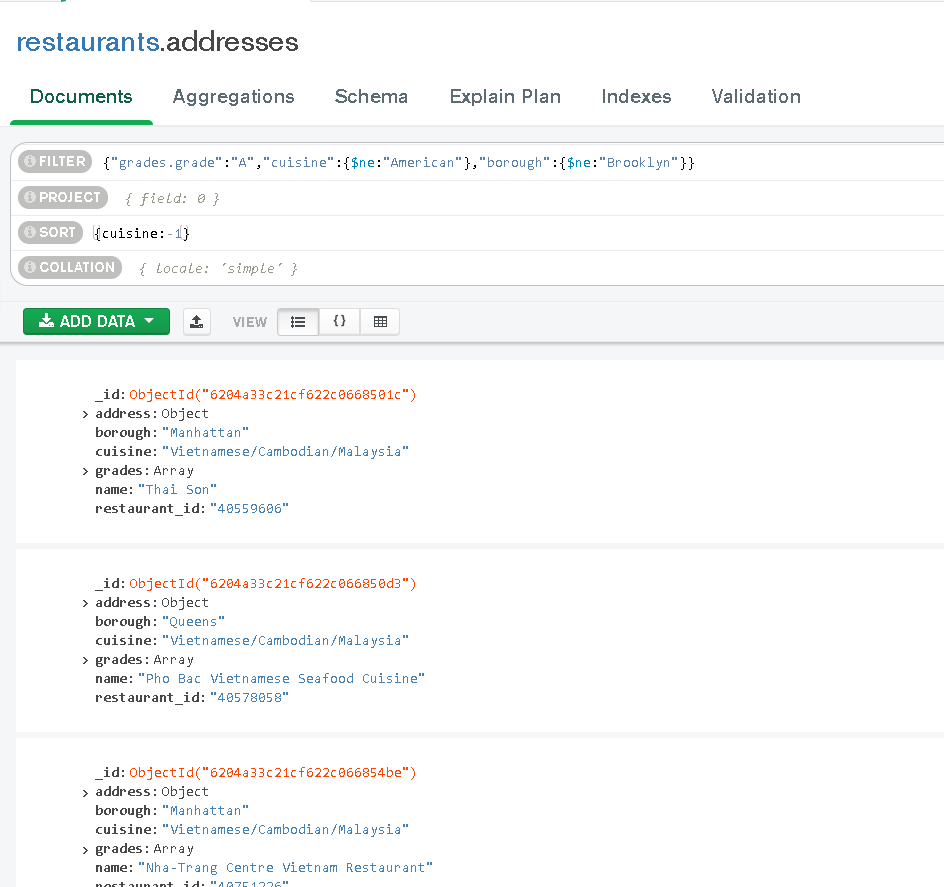 restaurants.addresses
Documents Aggregations Schema Explain Plan Indexes Validation
FILTER {"grades.grade":"A","cuisine":{$ne:"American"},"borough":{$ne:"Brooklyn"}}
PROJECT { field: 0 }
SORT {cuisine:-1}
COLLATION { locale: 'simple' }
ADD DATA VIEW {}
_id: ObjectId("6204a33c21cf622c0668501c")
address: Object
borough: "Manhattan"
cuisine: "Vietnamese/Cambodian/Malaysia"
grades: Array
name: "Thai Son"
restaurant_id: "40559606"
_id: ObjectId("6204a33c21cf622c066850d3")
address: Object
borough: "Queens"
cuisine: "Vietnamese/Cambodian/Malaysia"
grades: Array
name: "Pho Bac Vietnamese Seafood Cuisine"
restaurant_id: "40578058"
_id: ObjectId("6204a33c21cf622c066854be")
address: Object
borough: "Manhattan"
cuisine: "Vietnamese/Cambodian/Malaysia"
grades: Array
name: "Nha-Trang Centre Vietnam Restaurant"
restaurant_id: "40751226"